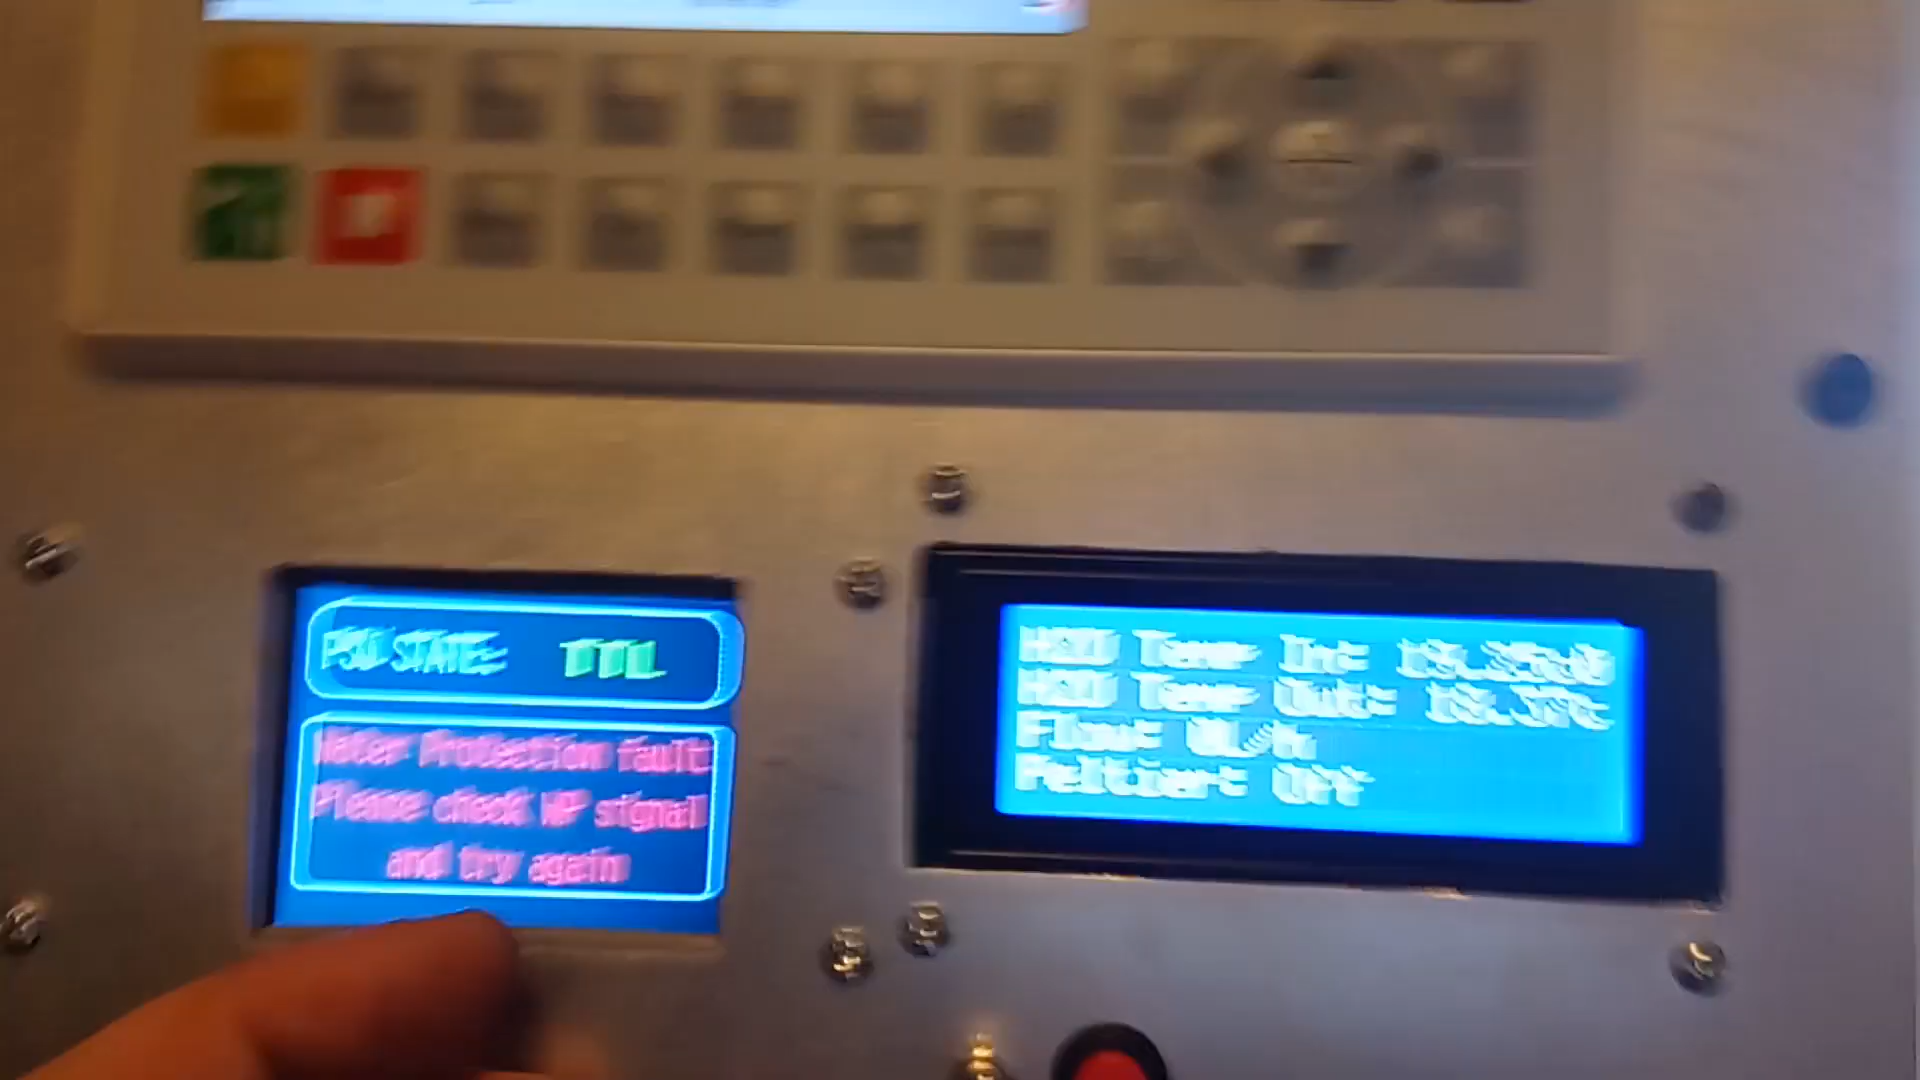 PSU STATE: TTL
Water Protection fault
Please check WP signal
and try again
H2O Temp In:
H2O Temp Out:
Flow: 0L/h
Peltier: Off